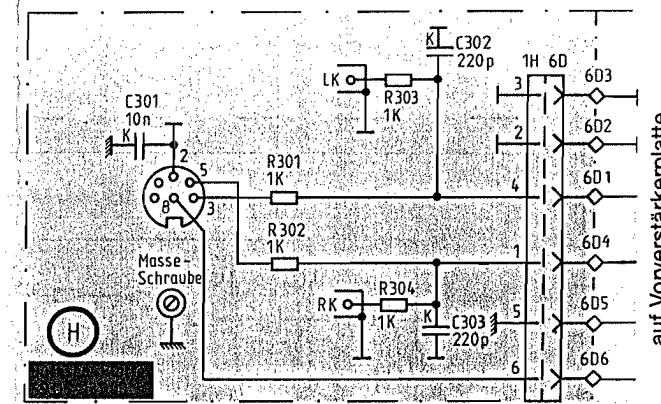 K
C302
220p
1H 6D
LK
R303
1K
3
6D3
C301
10n
K
2
6D2
2
5
R301
1K
4
6D1
8
3
R302
1K
1
6D4
Masse-
Schraube
RK
R304
1K
K
C303
220p
5
6D5
H
6
6D6
auf Vorverstärkerplatte